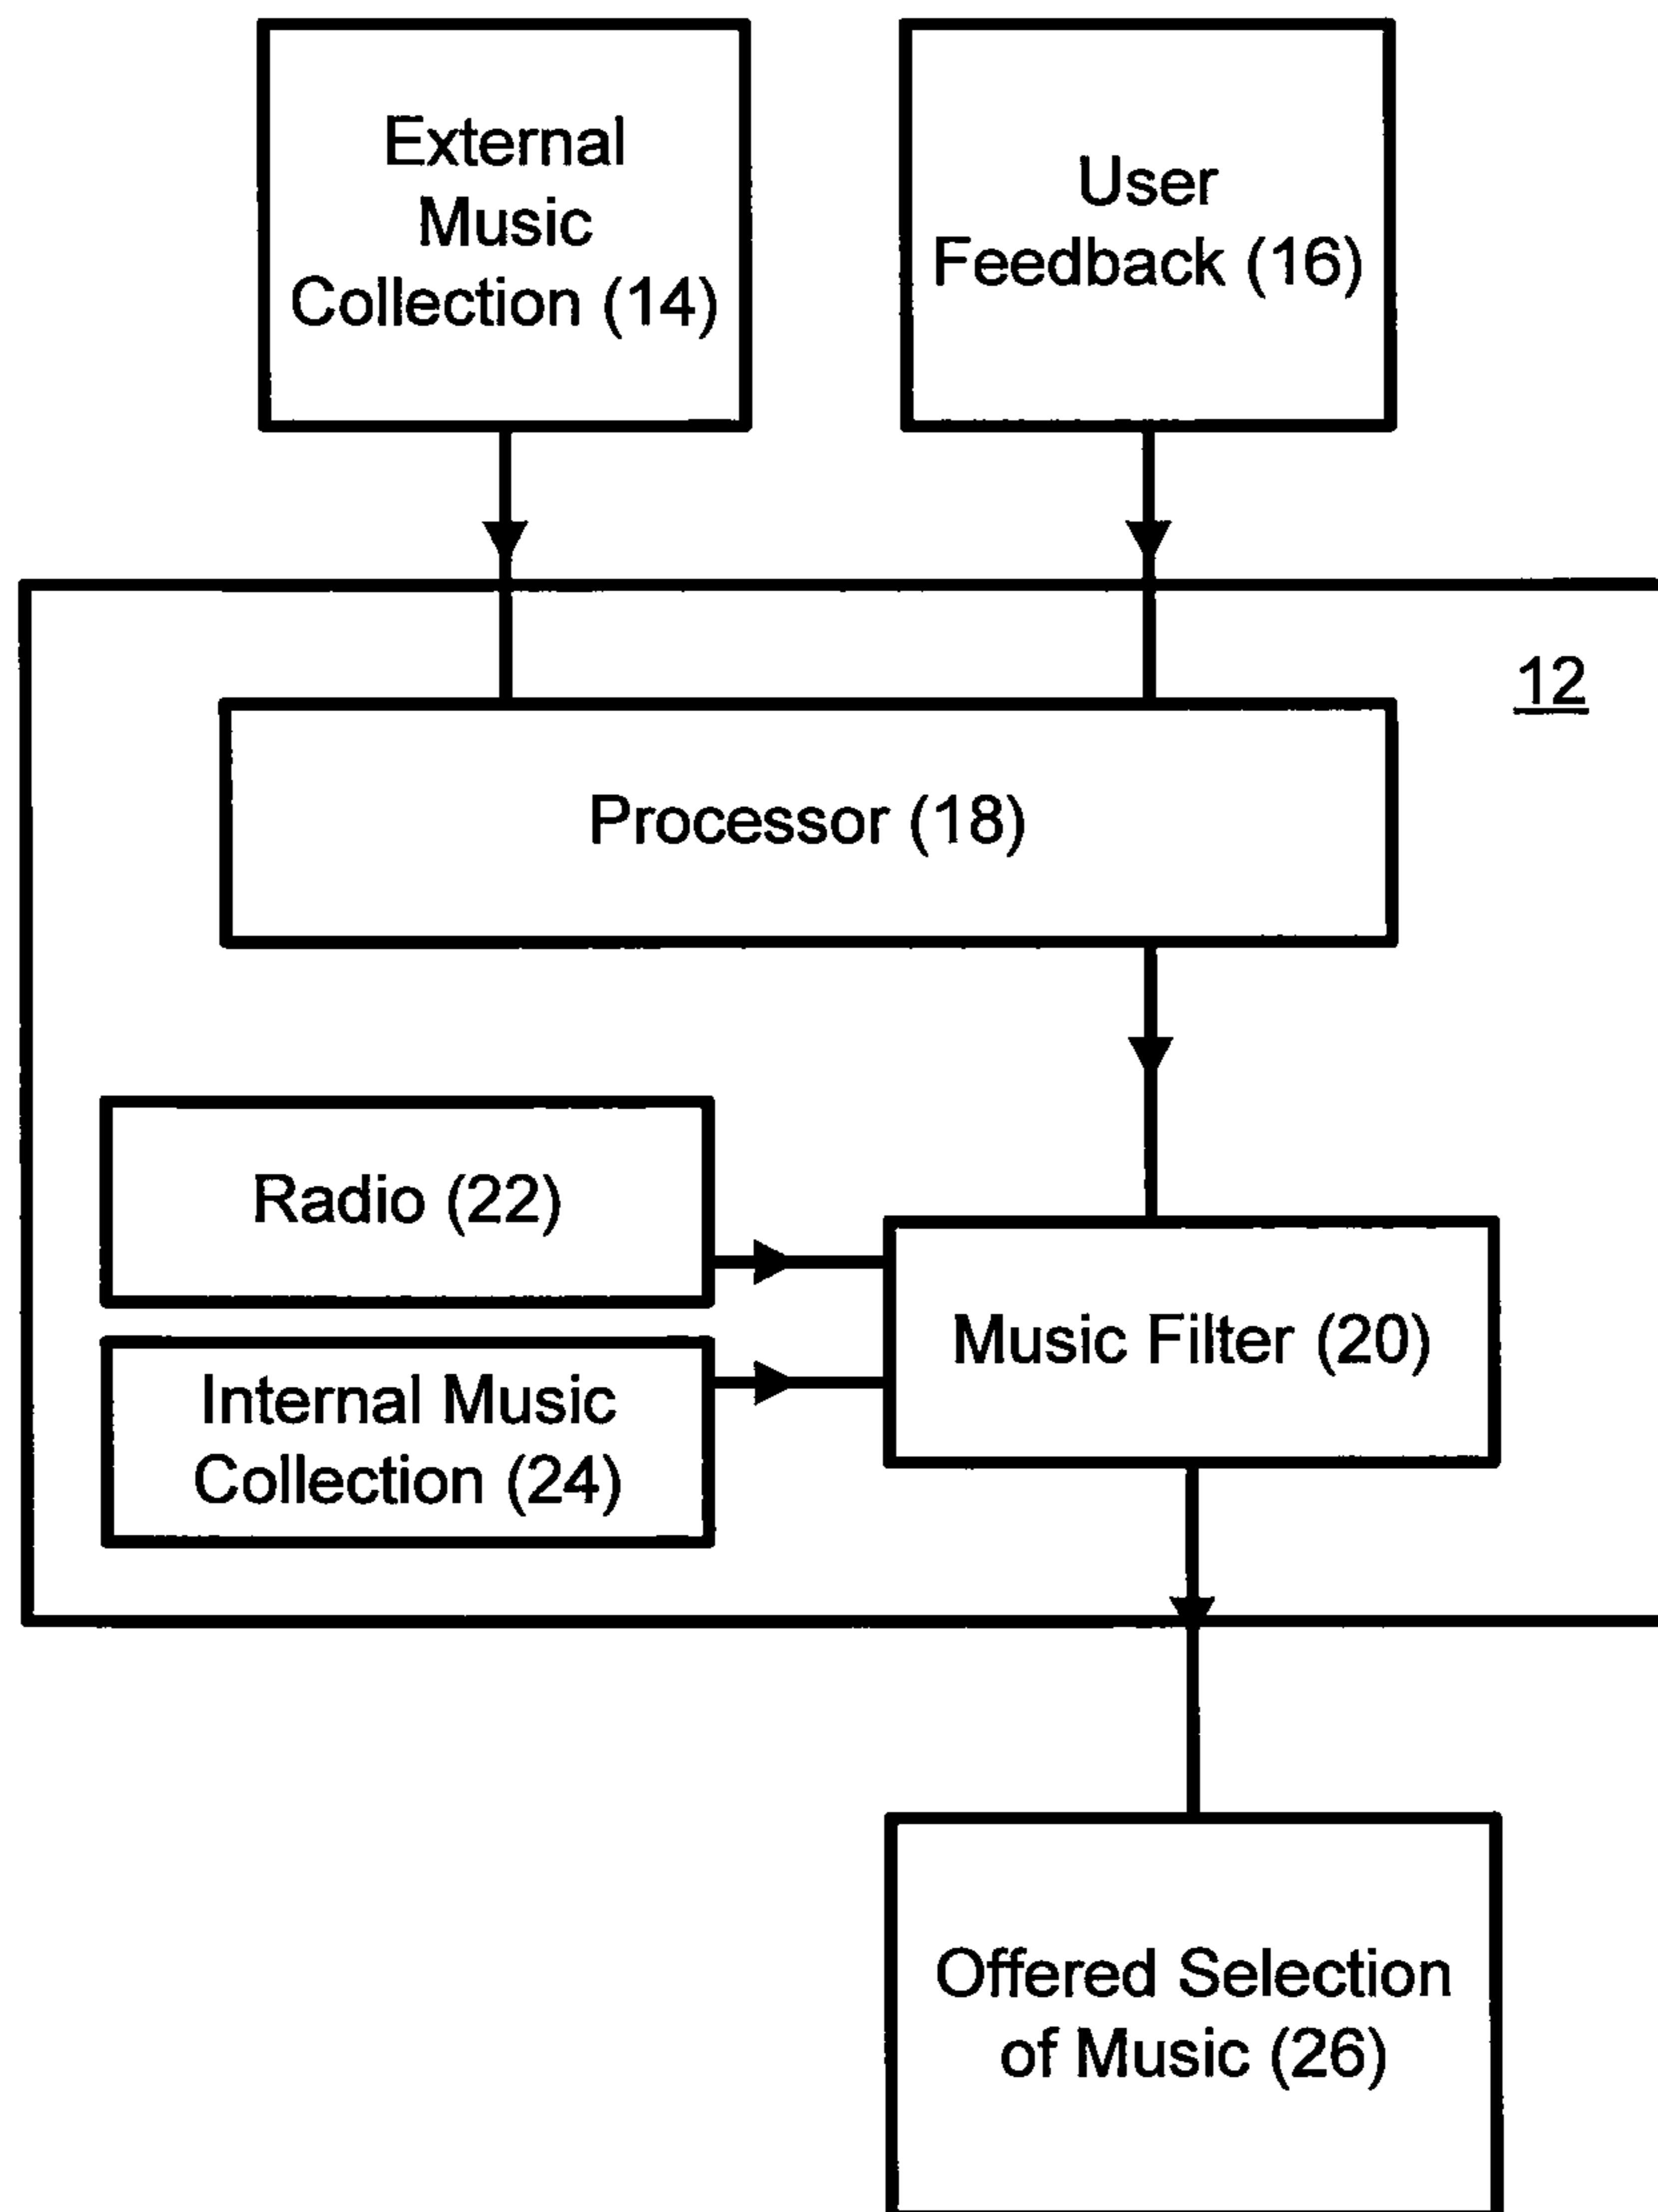 External
Music
Collection (14)
User
Feedback (16)
12
Processor (18)
Radio (22)
Music Filter (20)
Internal Music
Collection (24)
Offered Selection
of Music (26)